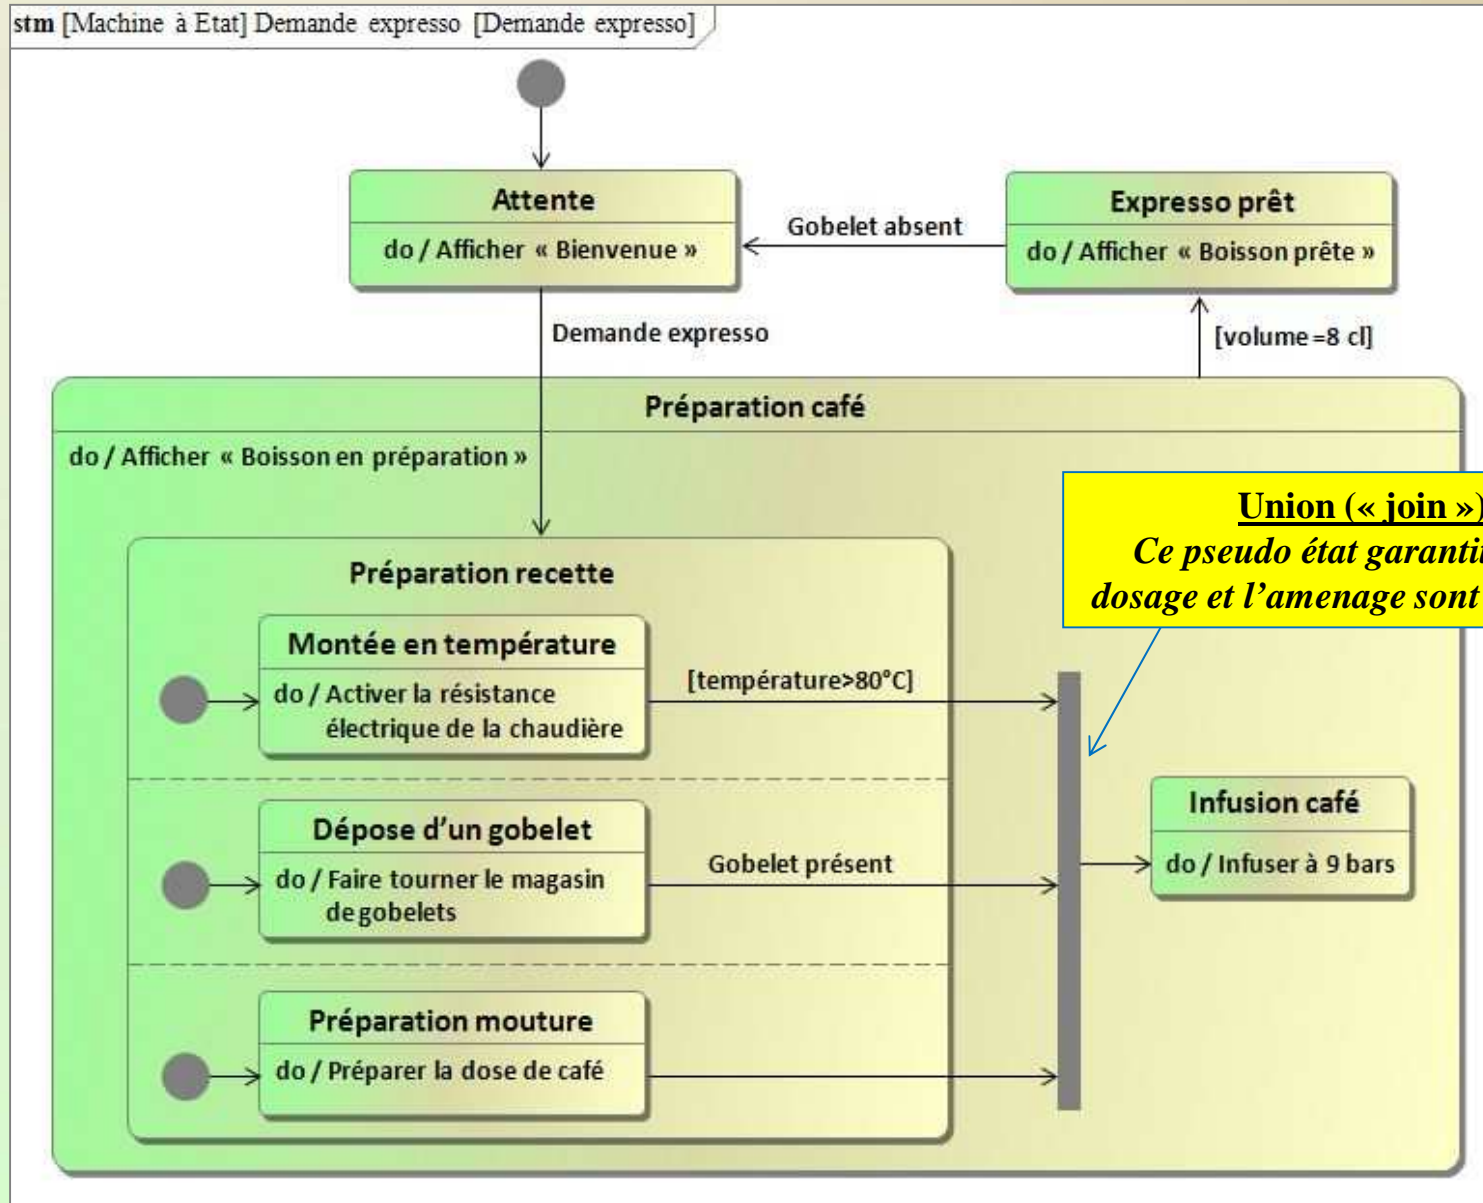 stm [Machine à Etat] Demande expresso [Demande expresso]
Attente
do / Afficher « Bienvenue »
Gobelet absent
Expresso prêt
do / Afficher « Boisson prête »
Demande expresso
[volume=8 cl]
Préparation café
do / Afficher « Boisson en préparation »
Union (« join »)
Ce pseudo état garanti
dosage et l’amenage sont
Préparation recette
Montée en température
do / Activer la résistance
électrique de la chaudière
[température>80°C]
Dépose d’un gobelet
do / Faire tourner le magasin
de gobelets
Gobelet présent
Infusion café
do / Infuser à 9 bars
Préparation mouture
do / Préparer la dose de café